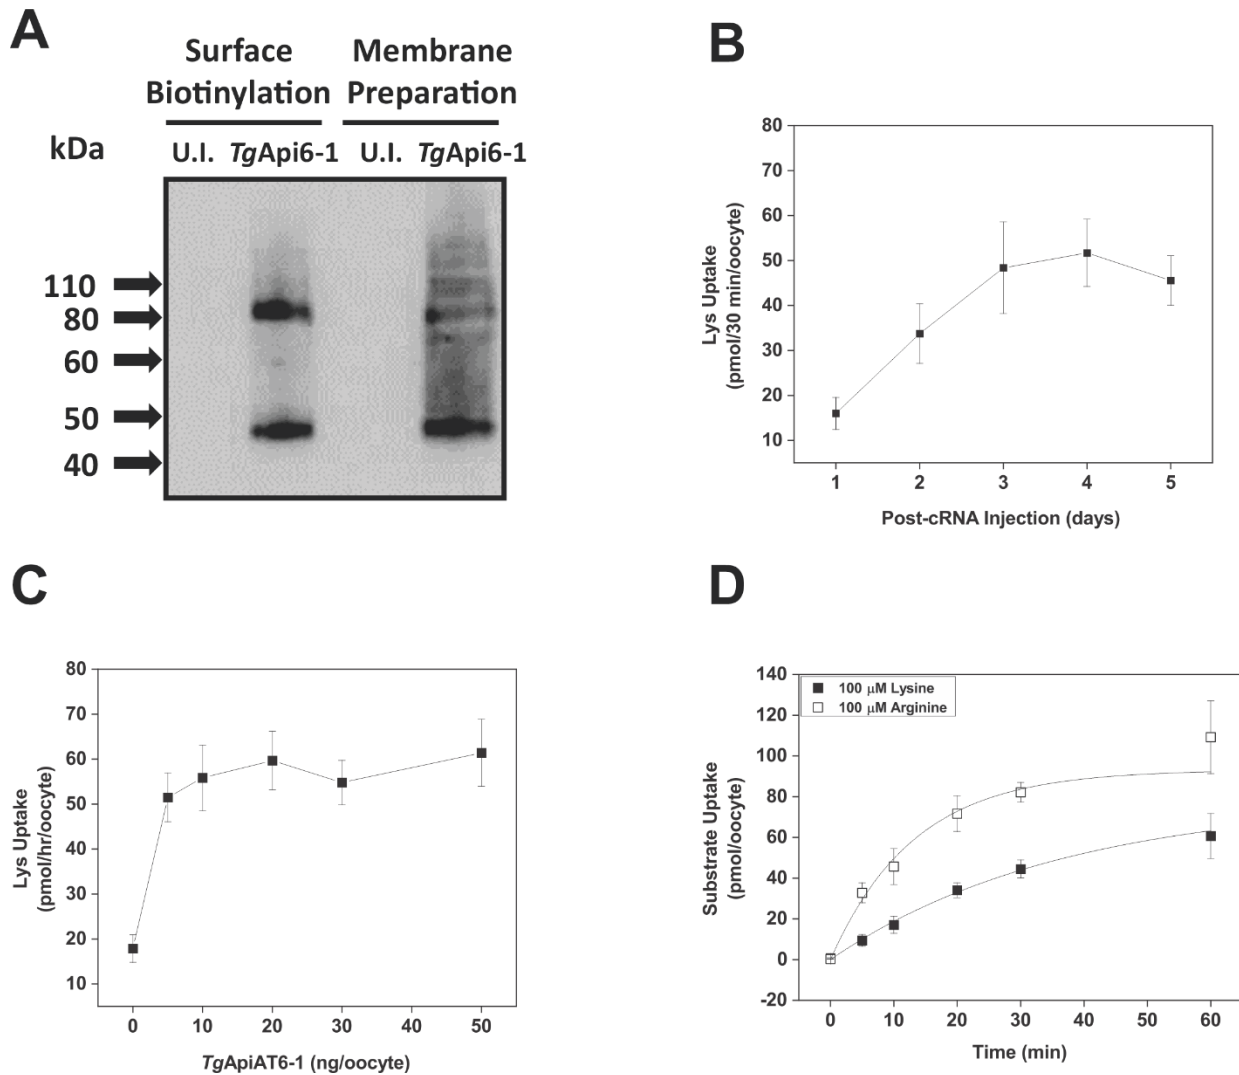 A
Surface Membrane
Biotinylation Preparation
kDa U.I. TgApi6-1 U.I. TgApi6-1
110
80
60
50
40
B
80
70
60
50
40
30
20
10
Lys Uptake
(pmol/30 min/oocyte)
1 2 3 4 5
Post-cRNA Injection (days)
C
80
70
60
50
40
30
20
10
Lys Uptake
(pmol/hr/oocyte)
0 10 20 30 40 50
TgApiAT6-1 (ng/oocyte)
D
140
120
100
80
60
40
20
0
-20
Substrate Uptake
(pmol/oocyte)
100 μM Lysine
100 μM Arginine
0 10 20 30 40 50 60
Time (min)